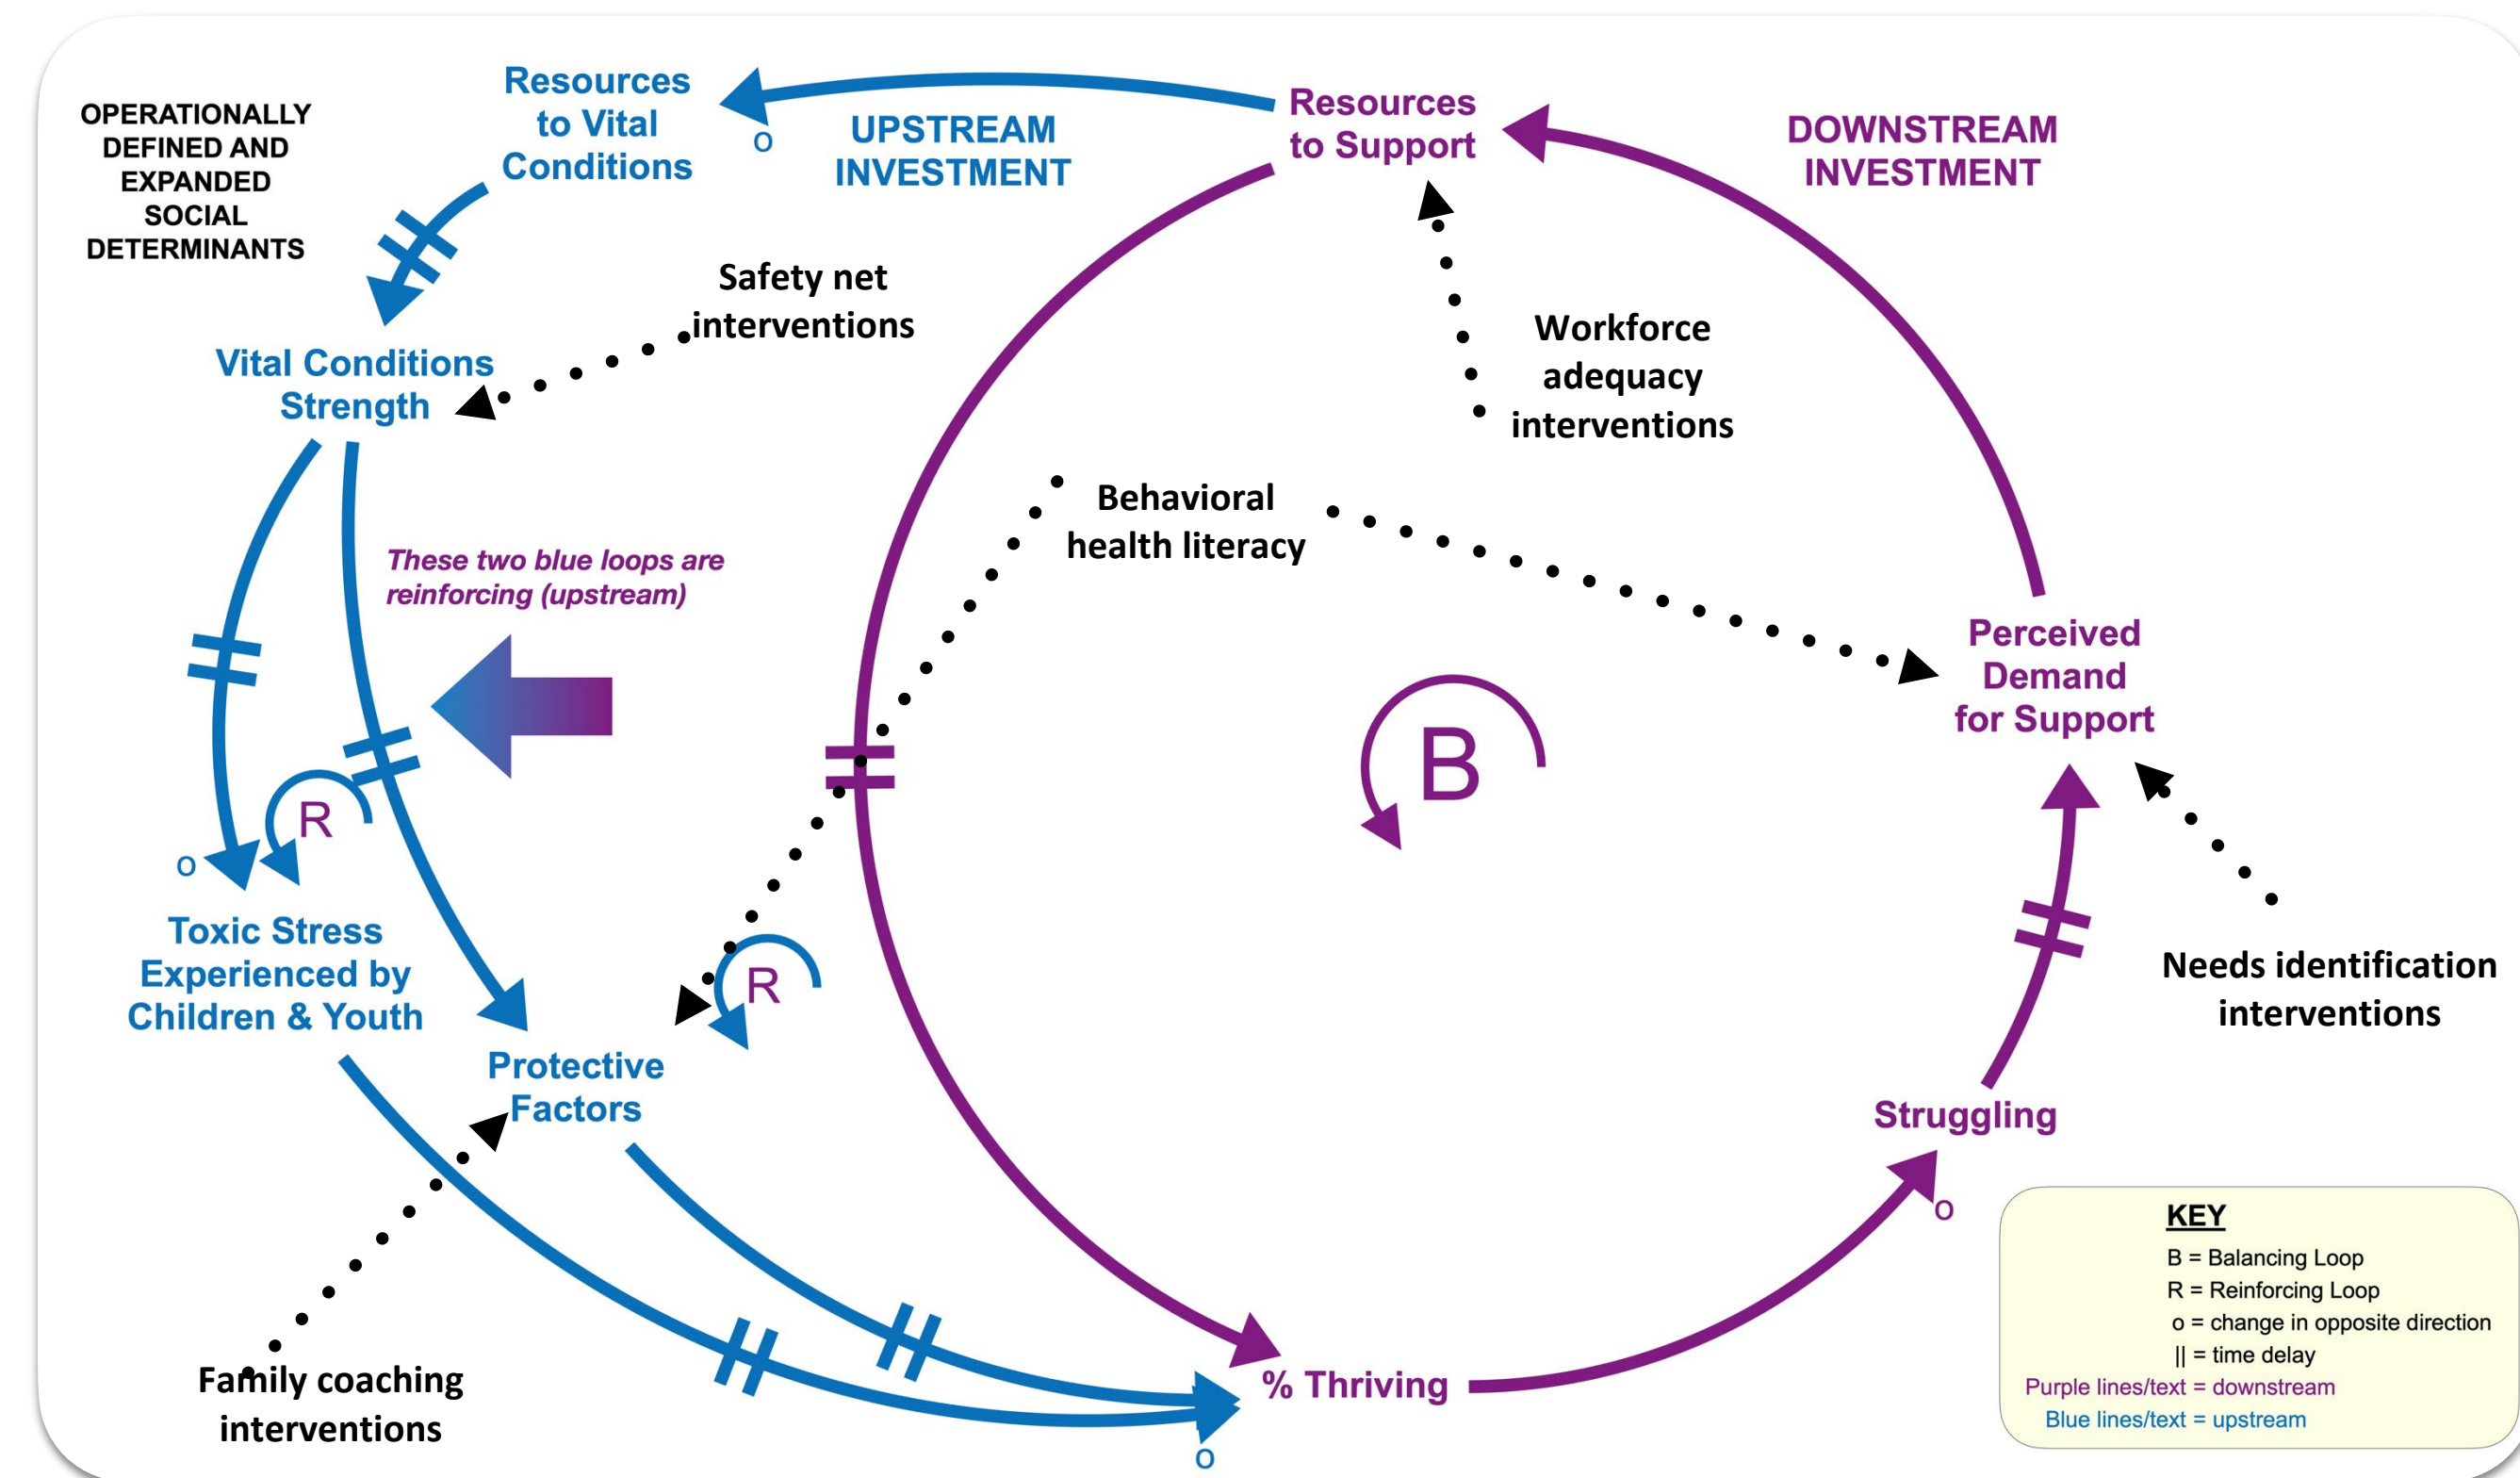 OPERATIONALLY
DEFINED AND
EXPANDED
SOCIAL
DETERMINANTS
Resources
to Vital
Conditions
o
UPSTREAM
INVESTMENT
Resources
to Support
DOWNSTREAM
INVESTMENT
Safety net
interventions
Workforce
adequacy
interventions
Vital Conditions
Strength
Behavioral
health literacy
These two blue loops are
reinforcing (upstream)
Perceived
Demand
for Support
B
R
o
Toxic Stress
Experienced by
Children & Youth
R
Needs identification
interventions
Protective
Factors
Struggling
o
Family coaching
interventions
% Thriving
o
KEY
B = Balancing Loop
R = Reinforcing Loop
o = change in opposite direction
|| = time delay
Purple lines/text = downstream
Blue lines/text = upstream